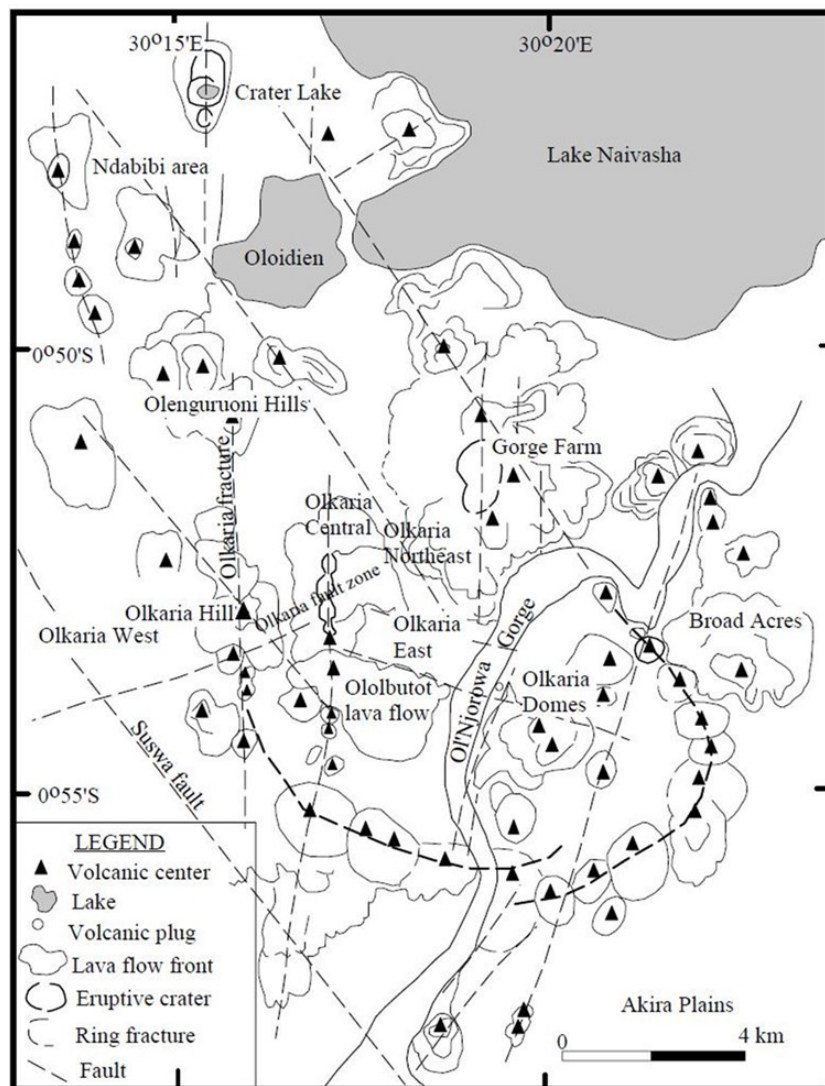 30°15'E
30°20'E
Crater Lake
Lake Naivasha
Ndabibi area
Oloidien
0°50'S
Olenguruoni Hills
Gorge Farm
Olkaria fracture
Olkaria
Central
Olkaria
Northeast
Olkaria fault zone
Olkaria Hill
Olkaria West
Olkaria
East
Ol'Njorowa
Gorge
Broad Acres
Olkaria
Domes
Ololbutot
lava flow
Suswa fault
0°55'S
LEGEND
Volcanic center
Lake
Volcanic plug
Lava flow front
Eruptive crater
Ring fracture
Fault
Akira Plains
0
4 km